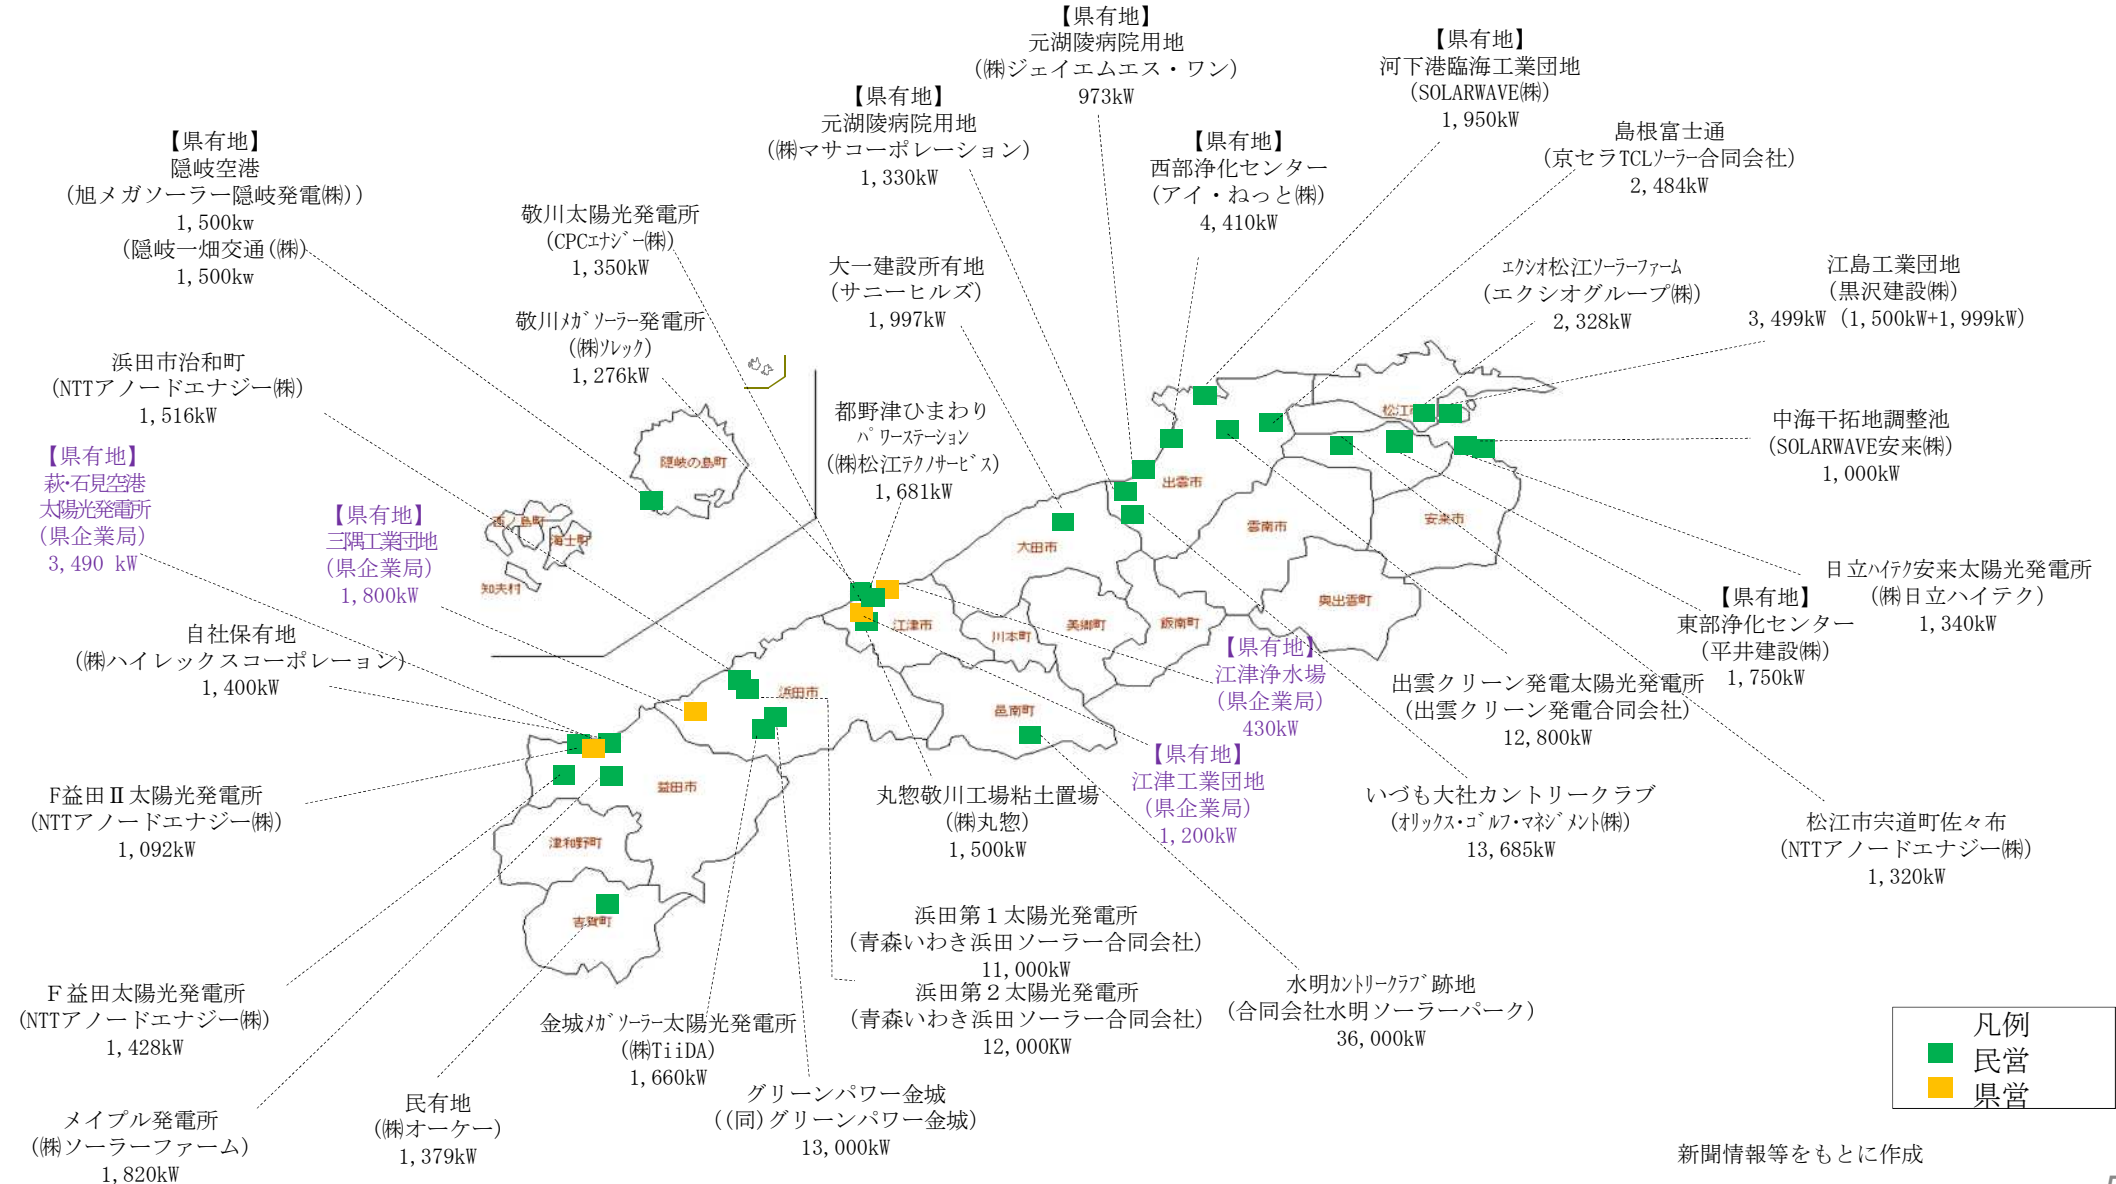 【県有地】
元湖陵病院用地
(㈱ジェイエムエス・ワン)
973kW
【県有地】
河下港臨海工業団地
(SOLARWAVE㈱)
1,950kW
【県有地】
元湖陵病院用地
(㈱マサコーポレーション)
1,330kW
【県有地】
西部浄化センター
(アイ・ねっと㈱)
4,410kW
島根富士通
(京セラTCLソーラー合同会社)
2,484kW
【県有地】
隠岐空港
(旭メガソーラー隠岐発電㈱))
1,500kw
(隠岐一畑交通(㈱)
1,500kw
敬川太陽光発電所
(CPCエナジー㈱)
1,350kW
大一建設所有地
(サニーヒルズ)
1,997kW
エクシオ松江ソーラーファーム
(エクシオグループ㈱)
2,328kW
江島工業団地
(黒沢建設㈱)
3,499kW (1,500kW+1,999kW)
敬川メガソーラー発電所
(㈱ソレック)
1,276kW
浜田市治和町
(NTTアノードエナジー㈱)
1,516kW
都野津ひまわり
パワーステーション
(㈱松江テクノサービス)
1,681kW
中海干拓地調整池
(SOLARWAVE安来㈱)
1,000kW
【県有地】
萩・石見空港
太陽光発電所
(県企業局)
3,490 kW
【県有地】
三隅工業団地
(県企業局)
1,800kW
隠岐の島町
西ノ島町
海士町
知夫村
松江市
出雲市
雲南市
安来市
大田市
奥出雲町
飯南町
美郷町
川本町
江津市
邑南町
浜田市
益田市
津和野町
吉賀町
日立ハイテク安来太陽光発電所
(㈱日立ハイテク)
1,340kW
【県有地】
東部浄化センター
(平井建設㈱)
1,750kW
自社保有地
(㈱ハイレックスコーポレーョン)
1,400kW
【県有地】
江津浄水場
(県企業局)
430kW
出雲クリーン発電太陽光発電所
(出雲クリーン発電合同会社)
12,800kW
【県有地】
江津工業団地
(県企業局)
1,200kW
F益田Ⅱ太陽光発電所
(NTTアノードエナジー㈱)
1,092kW
丸惣敬川工場粘土置場
(㈱丸惣)
1,500kW
いづも大社カントリークラブ
(オリックス・ゴルフ・マネジメント㈱)
13,685kW
松江市宍道町佐々布
(NTTアノードエナジー㈱)
1,320kW
浜田第1太陽光発電所
(青森いわき浜田ソーラー合同会社)
11,000kW
浜田第2太陽光発電所
(青森いわき浜田ソーラー合同会社)
12,000KW
水明カントリークラブ跡地
(合同会社水明ソーラーパーク)
36,000kW
F益田太陽光発電所
(NTTアノードエナジー㈱)
1,428kW
金城メガソーラー太陽光発電所
(㈱TiiDA)
1,660kW
グリーンパワー金城
((同)グリーンパワー金城)
13,000kW
メイプル発電所
(㈱ソーラーファーム)
1,820kW
民有地
(㈱オーケー)
1,379kW
凡例
民営
県営
新聞情報等をもとに作成